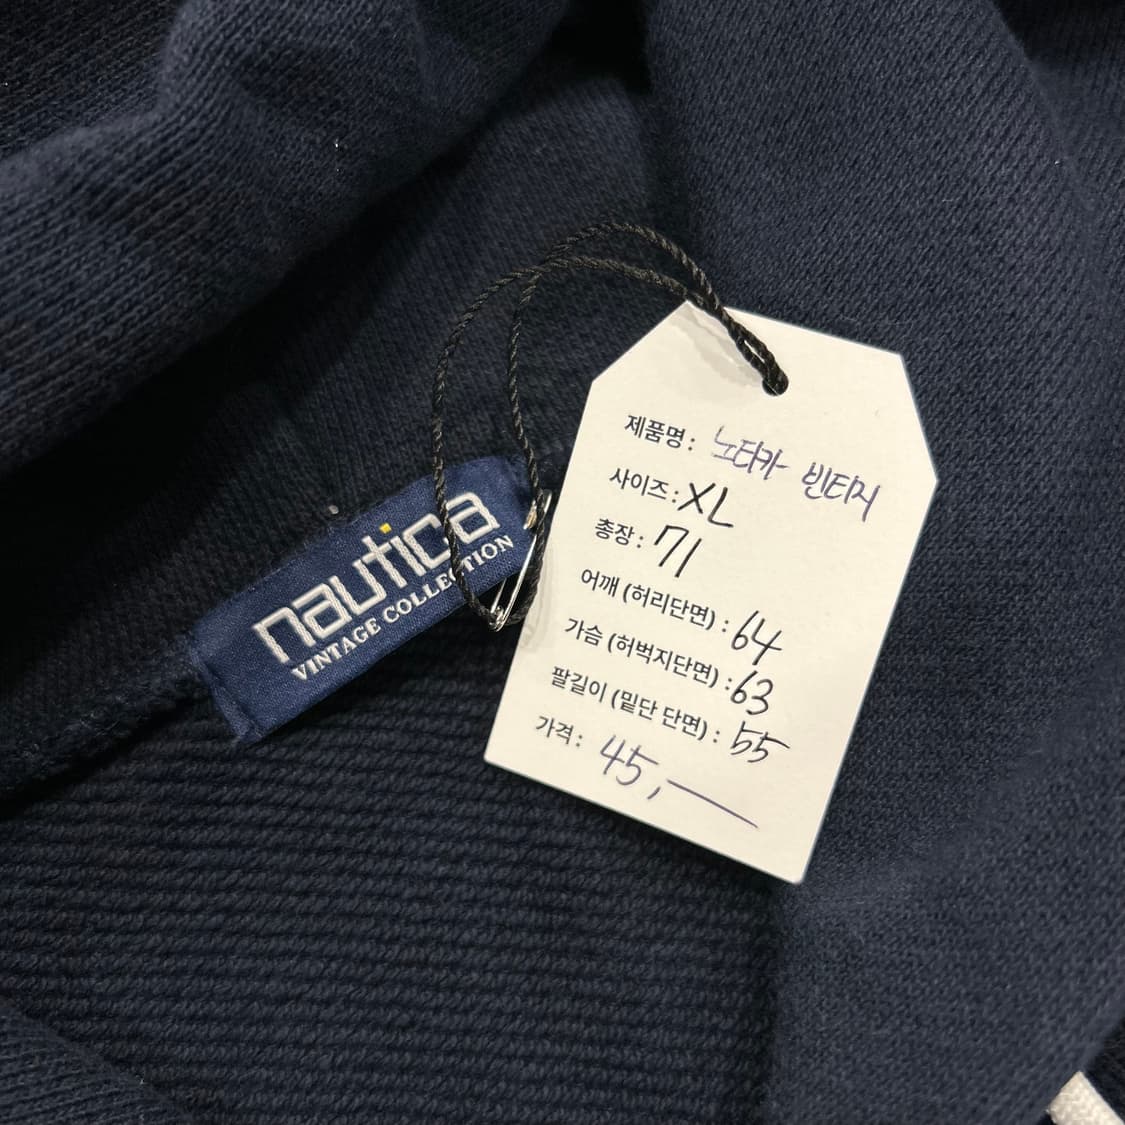 nautica
VINTAGE COLLECTION
제품명: 노티카 빈티지
사이즈: XL
총장: 71
어깨 (허리단면) : 64
가슴 (허벅지단면) : 63
팔길이 (밑단 단면) : 55
가격: 45,—